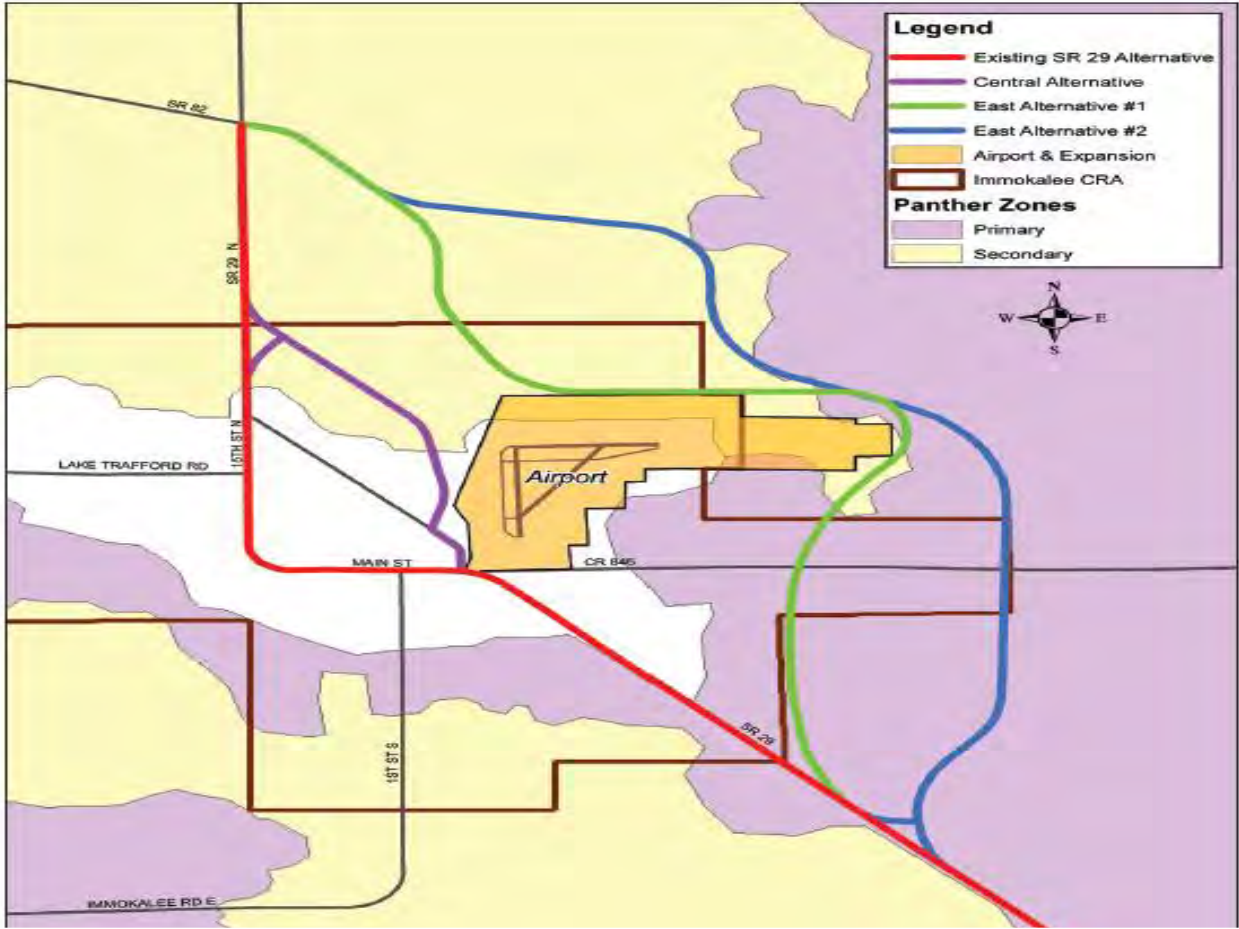 Legend
Existing SR 29 Alternative
Central Alternative
East Alternative #1
East Alternative #2
Airport & Expansion
Immokalee CRA
Panther Zones
Primary
Secondary
N
W E
S
SR 82
SR 29 N
15TH ST N
LAKE TRAFFORD RD
Airport
MAIN ST
CR 846
SR 29
1ST ST S
IMMOKALEE RD E